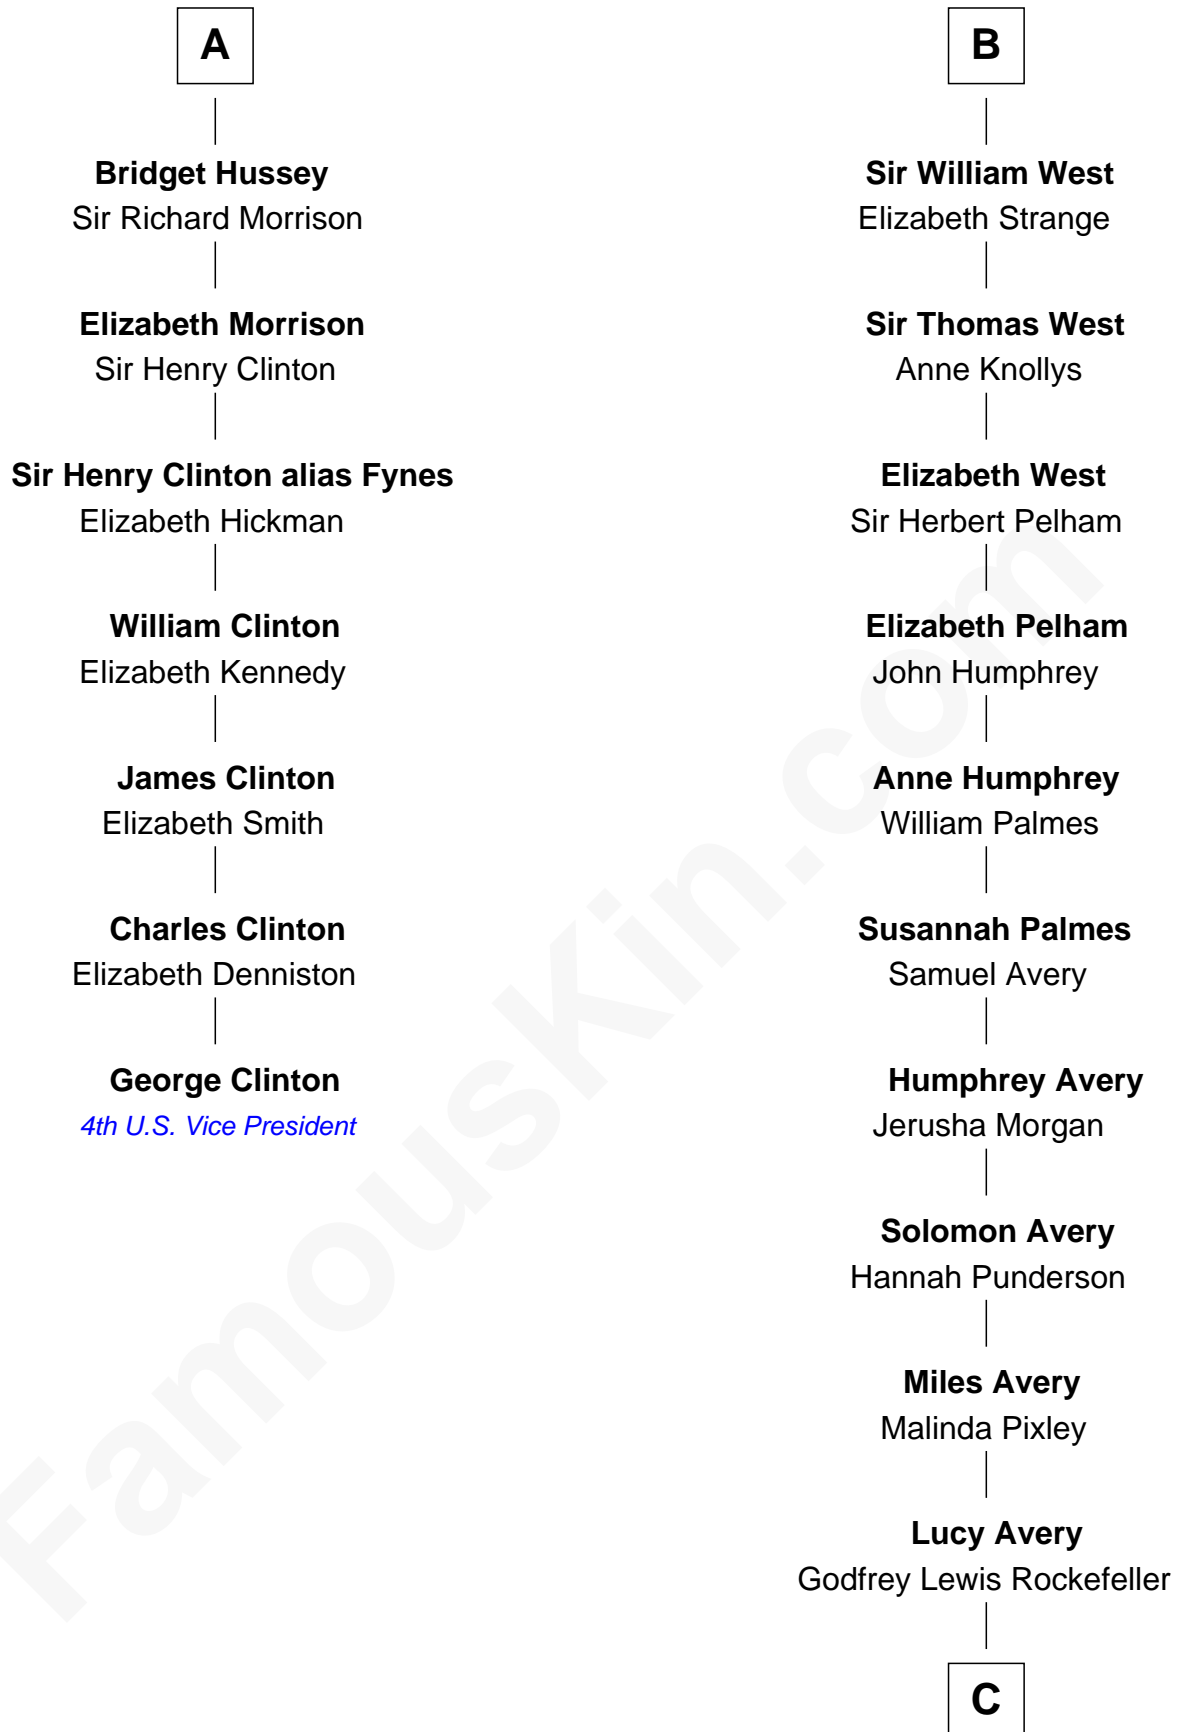 A
Bridget Hussey
Sir Richard Morrison
Elizabeth Morrison
Sir Henry Clinton
Sir Henry Clinton alias Fynes
Elizabeth Hickman
William Clinton
Elizabeth Kennedy
James Clinton
Elizabeth Smith
Charles Clinton
Elizabeth Denniston
George Clinton
4th U.S. Vice President
B
Sir William West
Elizabeth Strange
Sir Thomas West
Anne Knollys
Elizabeth West
Sir Herbert Pelham
Elizabeth Pelham
John Humphrey
Anne Humphrey
William Palmes
Susannah Palmes
Samuel Avery
Humphrey Avery
Jerusha Morgan
Solomon Avery
Hannah Punderson
Miles Avery
Malinda Pixley
Lucy Avery
Godfrey Lewis Rockefeller
C
FamousKin.com